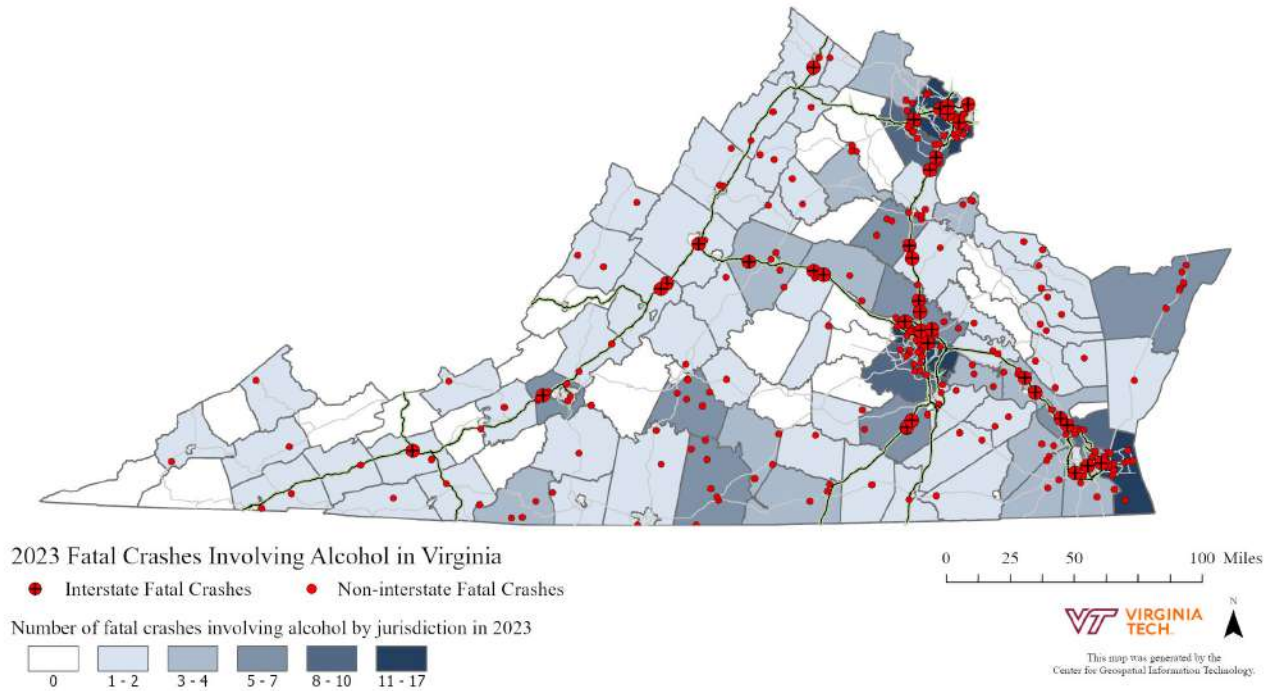 2023 Fatal Crashes Involving Alcohol in Virginia
Interstate Fatal Crashes
Non-interstate Fatal Crashes
Number of fatal crashes involving alcohol by jurisdiction in 2023
0
1 - 2
3 - 4
5 - 7
8 - 10
11 - 17
0 25 50 100 Miles
VT VIRGINIA
TECH.
N
This map was generated by the
Center for Geospatial Information Technology.